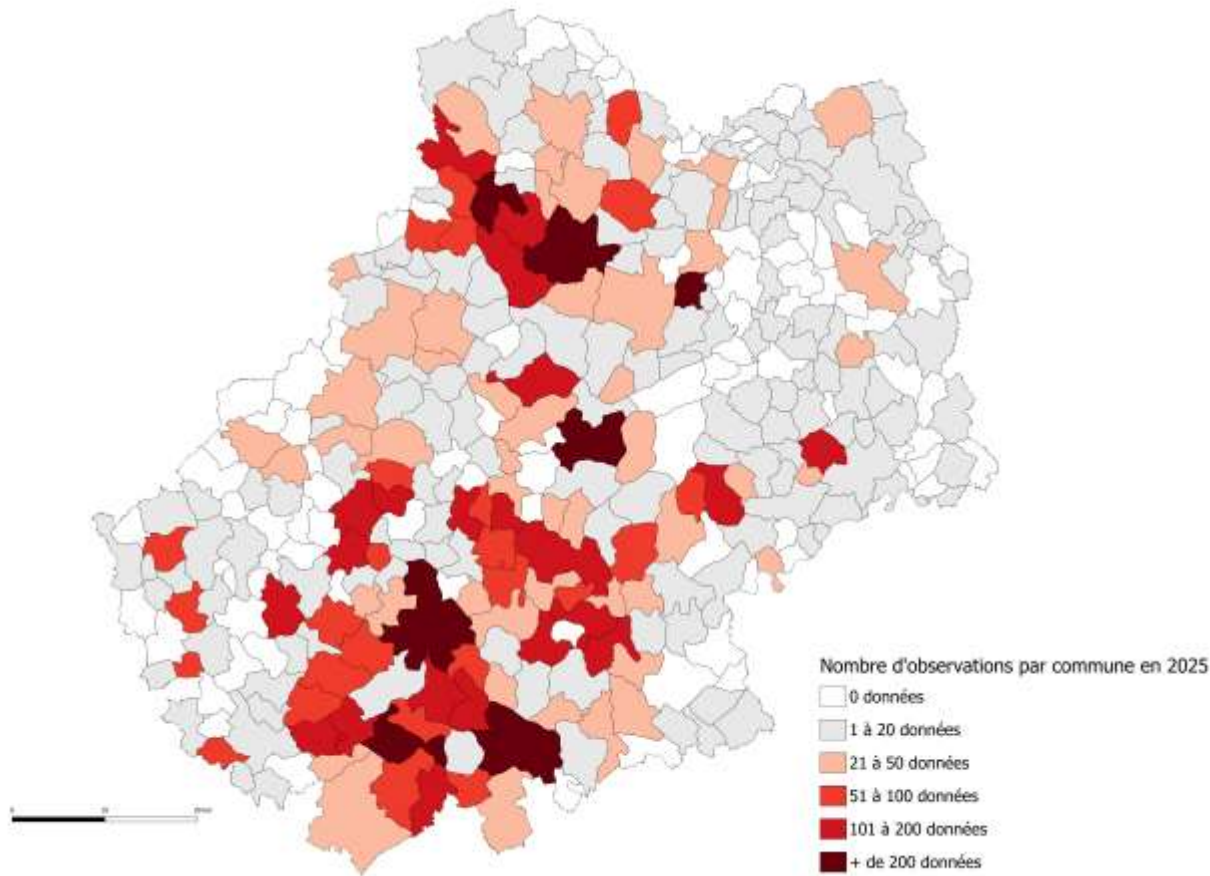 Nombre d'observations par commune en 2025
0 données
1 à 20 données
21 à 50 données
51 à 100 données
101 à 200 données
+ de 200 données